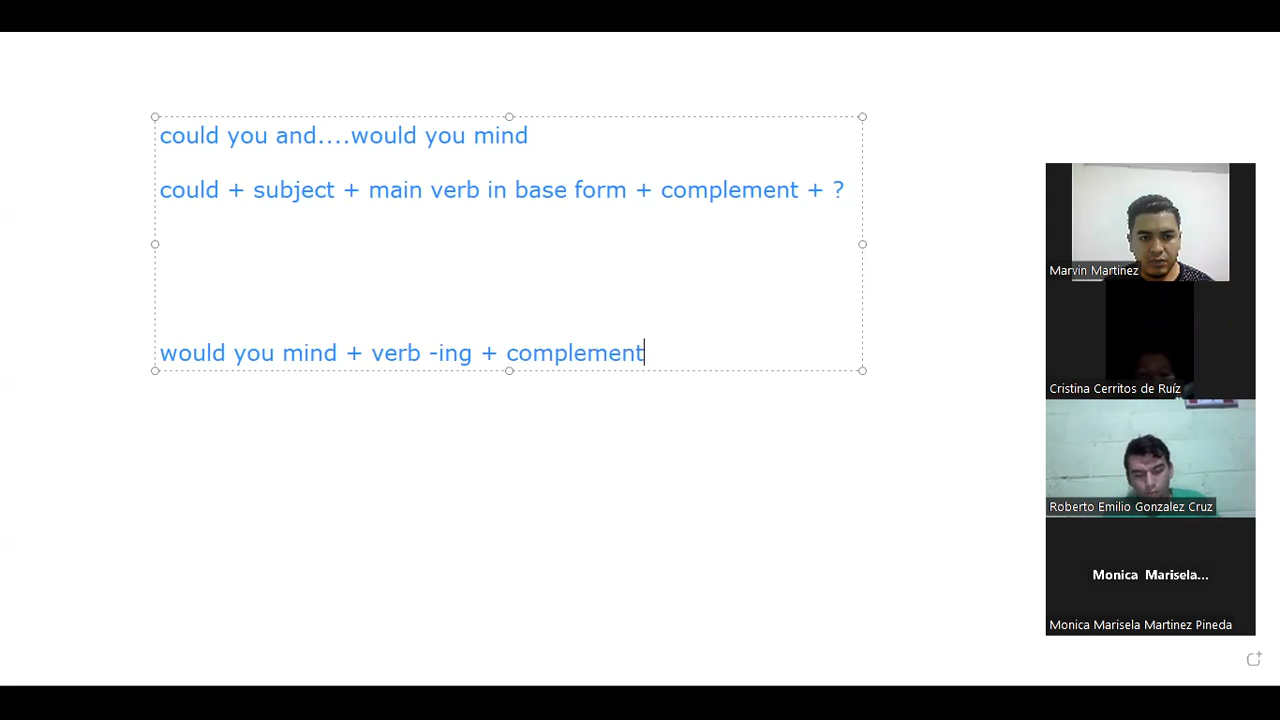 could you and....would you mind
could + subject + main verb in base form + complement + ?
would you mind + verb -ing + complement
Marvin Martinez
Cristina Cerritos de Ruíz
Roberto Emilio Gonzalez Cruz
Monica Marisela...
Monica Marisela Martinez Pineda